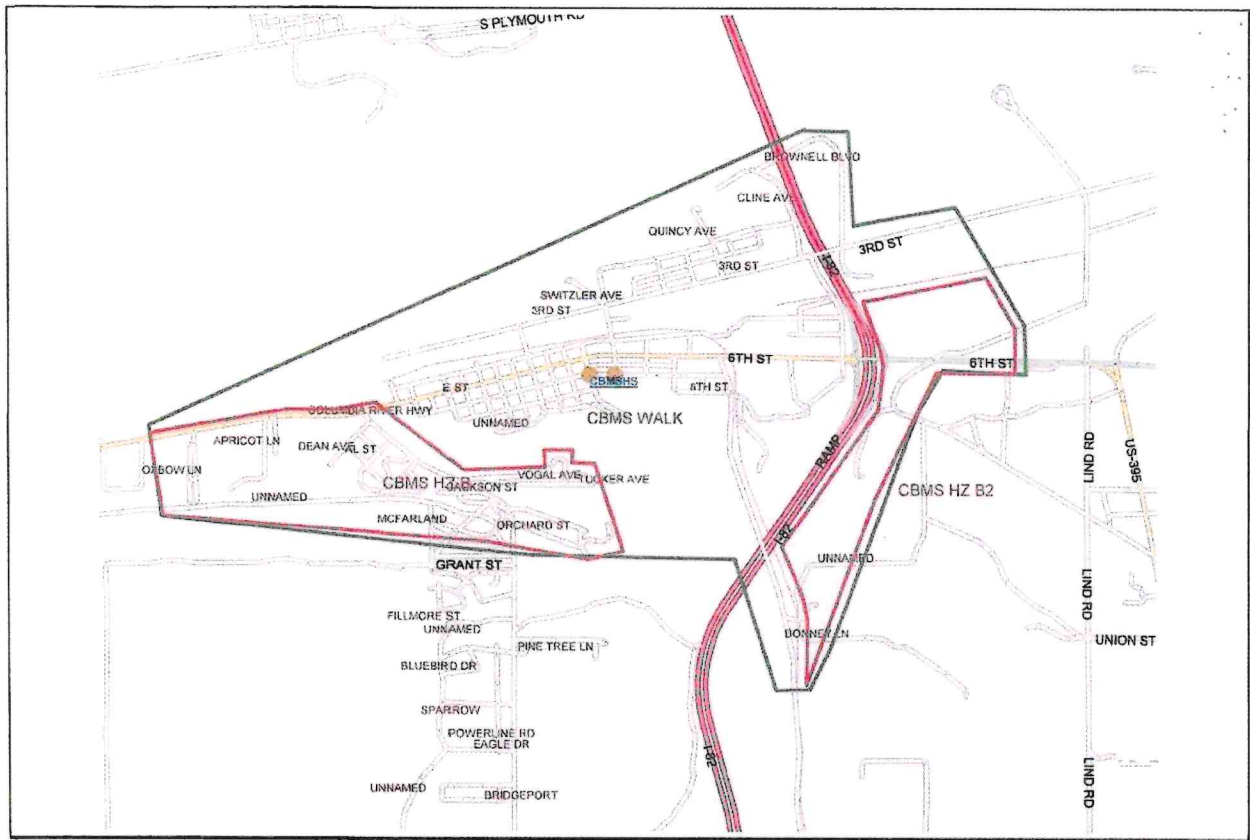 S PLYMOUTH RD
BROWNELL BLVD
CLINE AVE
QUINCY AVE
3RD ST
3RD ST
I-82
SWITZLER AVE
3RD ST
6TH ST
6TH ST
CBMSHS
8TH ST
E ST
COLUMBIA RIVER HWY
CBMS WALK
UNNAMED
APRICOT LN
DEAN AVE
AL ST
OXBOW LN
VOGAL AVE
TUCKER AVE
CBMS HZ B
JACKSON ST
UNNAMED
MCFARLAND
ORCHARD ST
RAMP
CBMS HZ B2
LIND RD
US-395
I-82
UNNAMED
GRANT ST
FILLMORE ST
UNNAMED
BONNEY LN
LIND RD
UNION ST
PINE TREE LN
BLUEBIRD DR
SPARROW
POWERLINE RD
EAGLE DR
I-82
UNNAMED
BRIDGEPORT
LIND RD